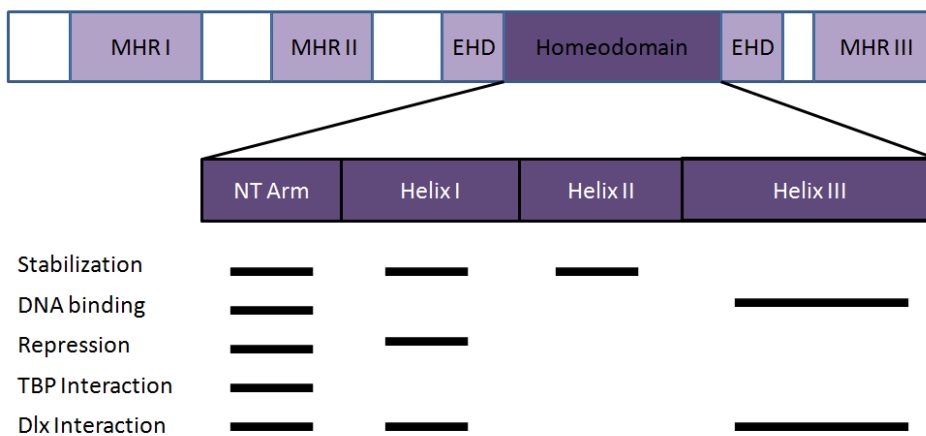 MHR I MHR II EHD Homeodomain EHD MHR III
NT Arm Helix I Helix II Helix III
Stabilization
DNA binding
Repression
TBP Interaction
Dlx Interaction